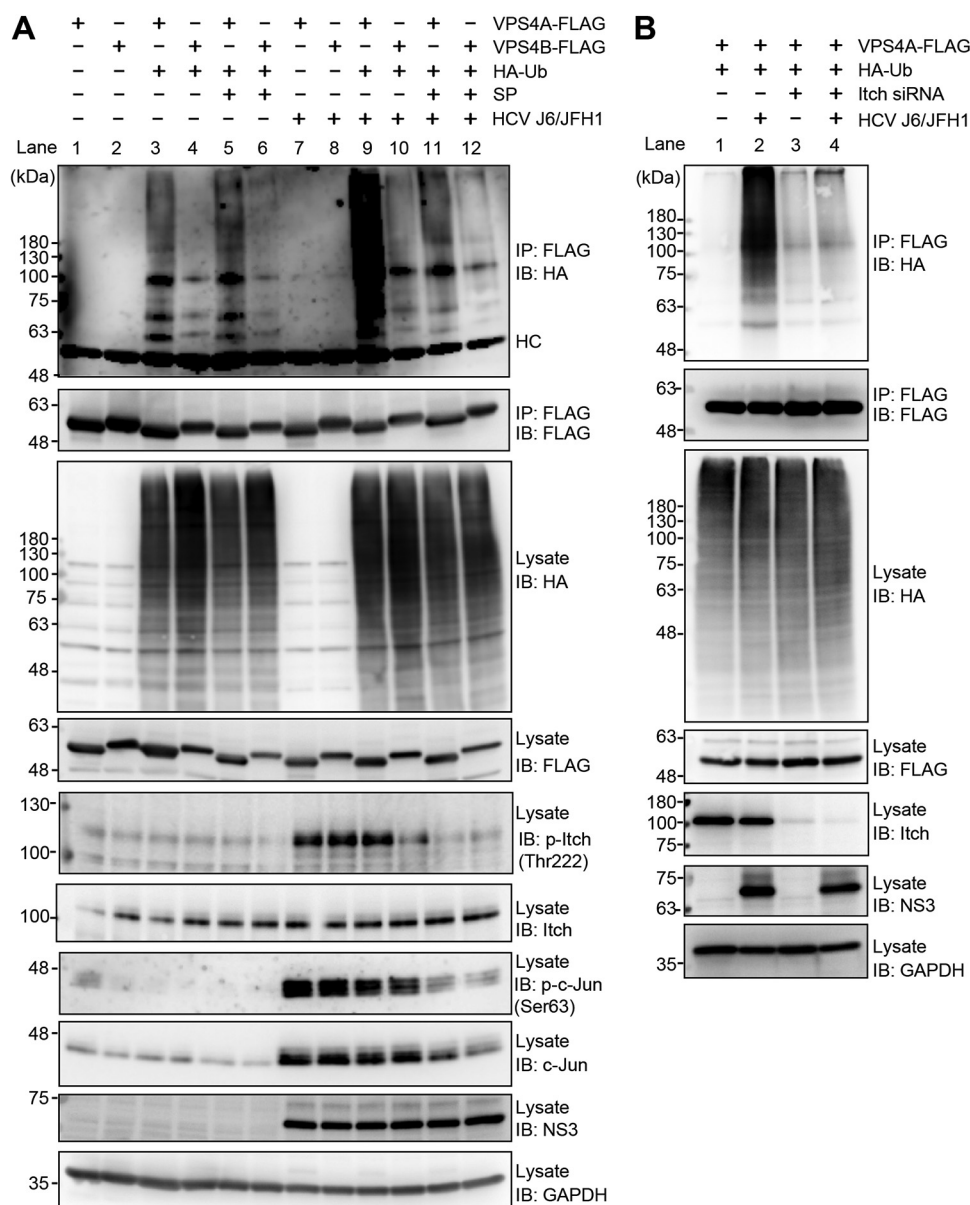 A
+ − + − + − + − + − + − VPS4A-FLAG
− + − + − + − + − + − + VPS4B-FLAG
− − + + + + − − + + + + HA-Ub
− − − − + + − − − − + + SP
− − − − − − + + + + + + HCV J6/JFH1
Lane 1 2 3 4 5 6 7 8 9 10 11 12
(kDa)
180
130
100
75
63
48
IP: FLAG
IB: HA
HC
63
48
IP: FLAG
IB: FLAG
180
130
100
75
63
48
Lysate
IB: HA
63
48
Lysate
IB: FLAG
130
100
Lysate
IB: p-Itch
(Thr222)
100
Lysate
IB: Itch
48
Lysate
IB: p-c-Jun
(Ser63)
48
Lysate
IB: c-Jun
75
Lysate
IB: NS3
35
Lysate
IB: GAPDH
B
+ + + + VPS4A-FLAG
+ + + + HA-Ub
− − + + Itch siRNA
− + − + HCV J6/JFH1
Lane 1 2 3 4
(kDa)
180
130
100
75
63
48
IP: FLAG
IB: HA
63
48
IP: FLAG
IB: FLAG
180
130
100
75
63
48
Lysate
IB: HA
63
48
Lysate
IB: FLAG
180
100
75
Lysate
IB: Itch
75
63
Lysate
IB: NS3
35
Lysate
IB: GAPDH